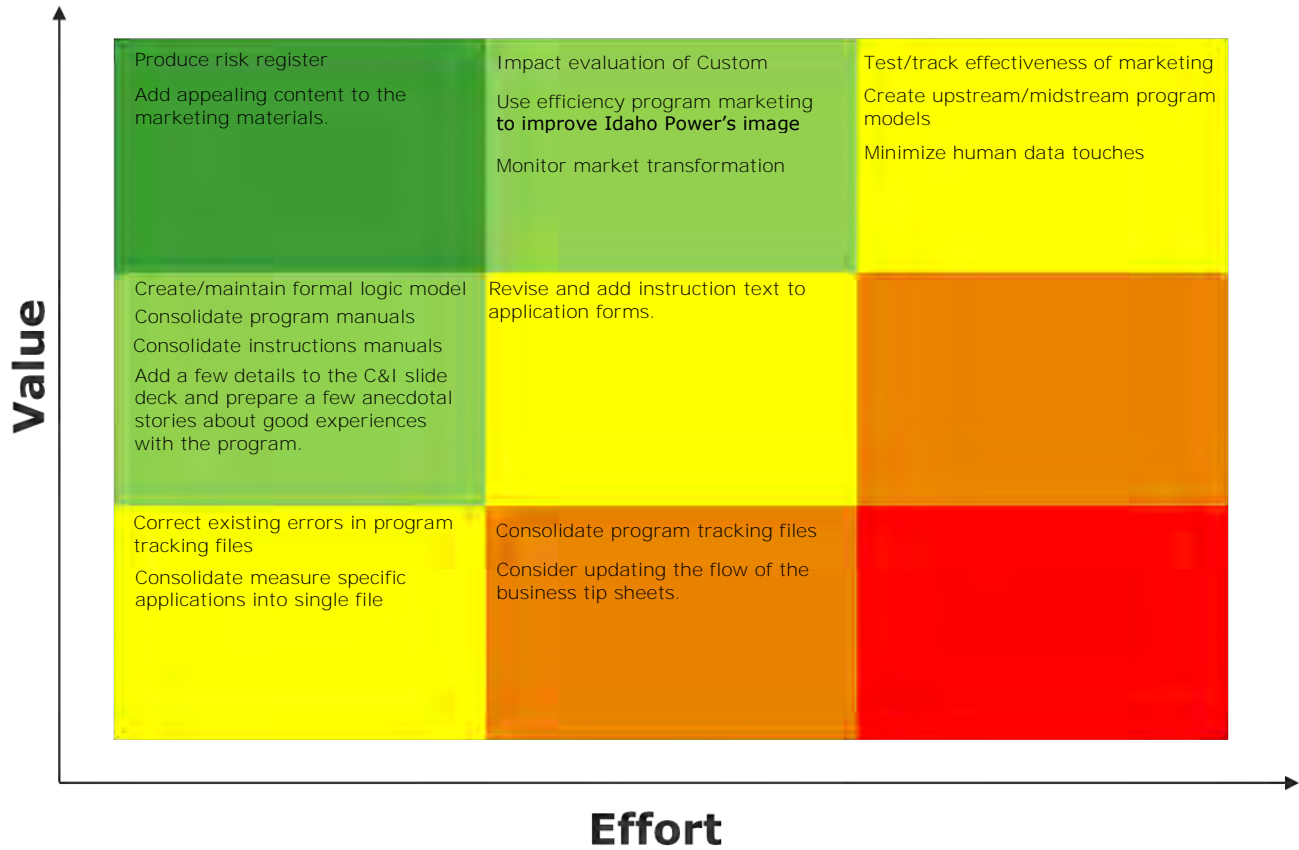 Produce risk register
Add appealing content to the
marketing materials.
Impact evaluation of Custom
Use efficiency program marketing
to improve Idaho Power’s image
Monitor market transformation
Test/track effectiveness of marketing
Create upstream/midstream program
models
Minimize human data touches
Create/maintain formal logic model
Consolidate program manuals
Consolidate instructions manuals
Add a few details to the C&I slide
deck and prepare a few anecdotal
stories about good experiences
with the program.
Revise and add instruction text to
application forms.
Correct existing errors in program
tracking files
Consolidate measure specific
applications into single file
Consolidate program tracking files
Consider updating the flow of the
business tip sheets.
Value
Effort